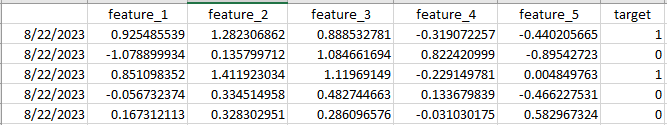 feature_1 feature_2 feature_3 feature_4 feature_5 target
8/22/2023 0.925485539 1.282306862 0.888532781 -0.319072257 -0.440205665 1
8/22/2023 -1.078899934 0.135799712 1.084661694 0.822420999 -0.89542723 0
8/22/2023 0.851098352 1.411923034 1.11969149 -0.229149781 0.004849763 1
8/22/2023 -0.056732374 0.334514958 0.482744663 0.133679839 -0.466227531 0
8/22/2023 0.167312113 0.328302951 0.286096576 -0.031030175 0.582967324 0